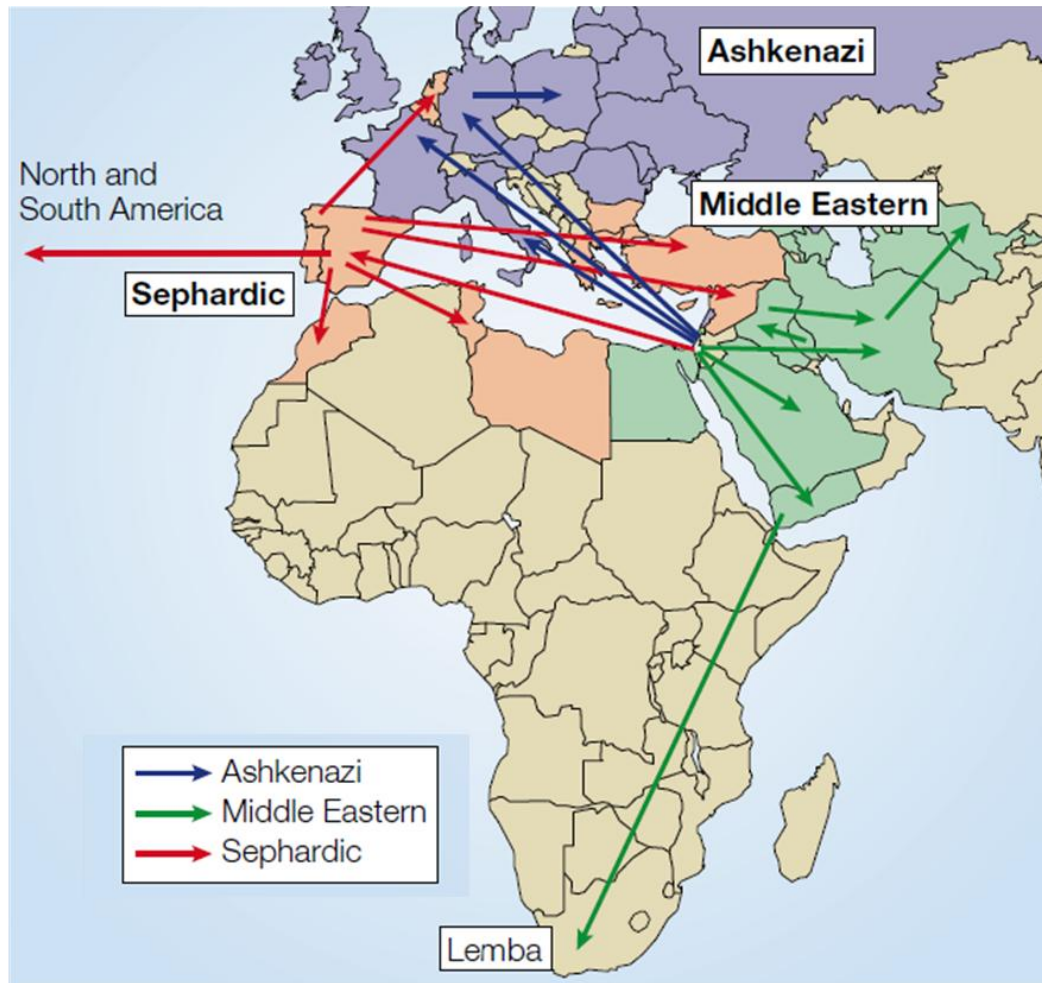 Ashkenazi
North and
South America
Middle Eastern
Sephardic
Ashkenazi
Middle Eastern
Sephardic
Lemba